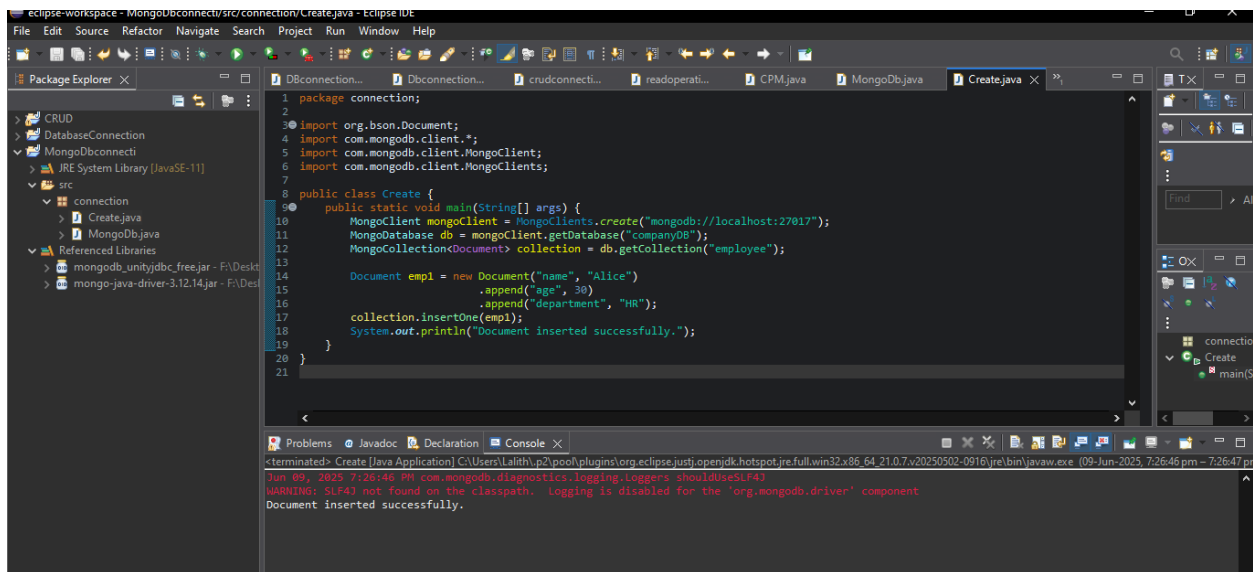 eclipse-workspace - MongoDbconnecti/src/connection/Create.java - Eclipse IDE
File Edit Source Refactor Navigate Search Project Run Window Help
Package Explorer
CRUD
DatabaseConnection
MongoDbconnecti
JRE System Library [JavaSE-11]
src
connection
Create.java
MongoDb.java
Referenced Libraries
mongodb_unityjdbc_free.jar - F:\Deskt
mongo-java-driver-3.12.14.jar - F:\Des
DBconnection... Dbconnection... crudconnecti... readoperati... CPM.java MongoDb.java Create.java
1 package connection;
2
3 import org.bson.Document;
4 import com.mongodb.client.*;
5 import com.mongodb.client.MongoClient;
6 import com.mongodb.client.MongoClients;
7
8 public class Create {
9 public static void main(String[] args) {
10 MongoClient mongoClient = MongoClients.create("mongodb://localhost:27017");
11 MongoDatabase db = mongoClient.getDatabase("companyDB");
12 MongoCollection<Document> collection = db.getCollection("employee");
13
14 Document emp1 = new Document("name", "Alice")
15 .append("age", 30)
16 .append("department", "HR");
17 collection.insertOne(emp1);
18 System.out.println("Document inserted successfully.");
19 }
20 }
21
T
Find Al
O
connectio
Create
main(S
Problems Javadoc Declaration Console
<terminated> Create [Java Application] C:\Users\Lalith\.p2\pool\plugins\org.eclipse.justj.openjdk.hotspot.jre.full.win32.x86_64_21.0.7.v20250502-0916\jre\bin\javaw.exe (09-Jun-2025, 7:26:46 pm – 7:26:47 pr
Jun 09, 2025 7:26:46 PM com.mongodb.diagnostics.logging.Loggers shouldUseSLF4J
WARNING: SLF4J not found on the classpath. Logging is disabled for the 'org.mongodb.driver' component
Document inserted successfully.